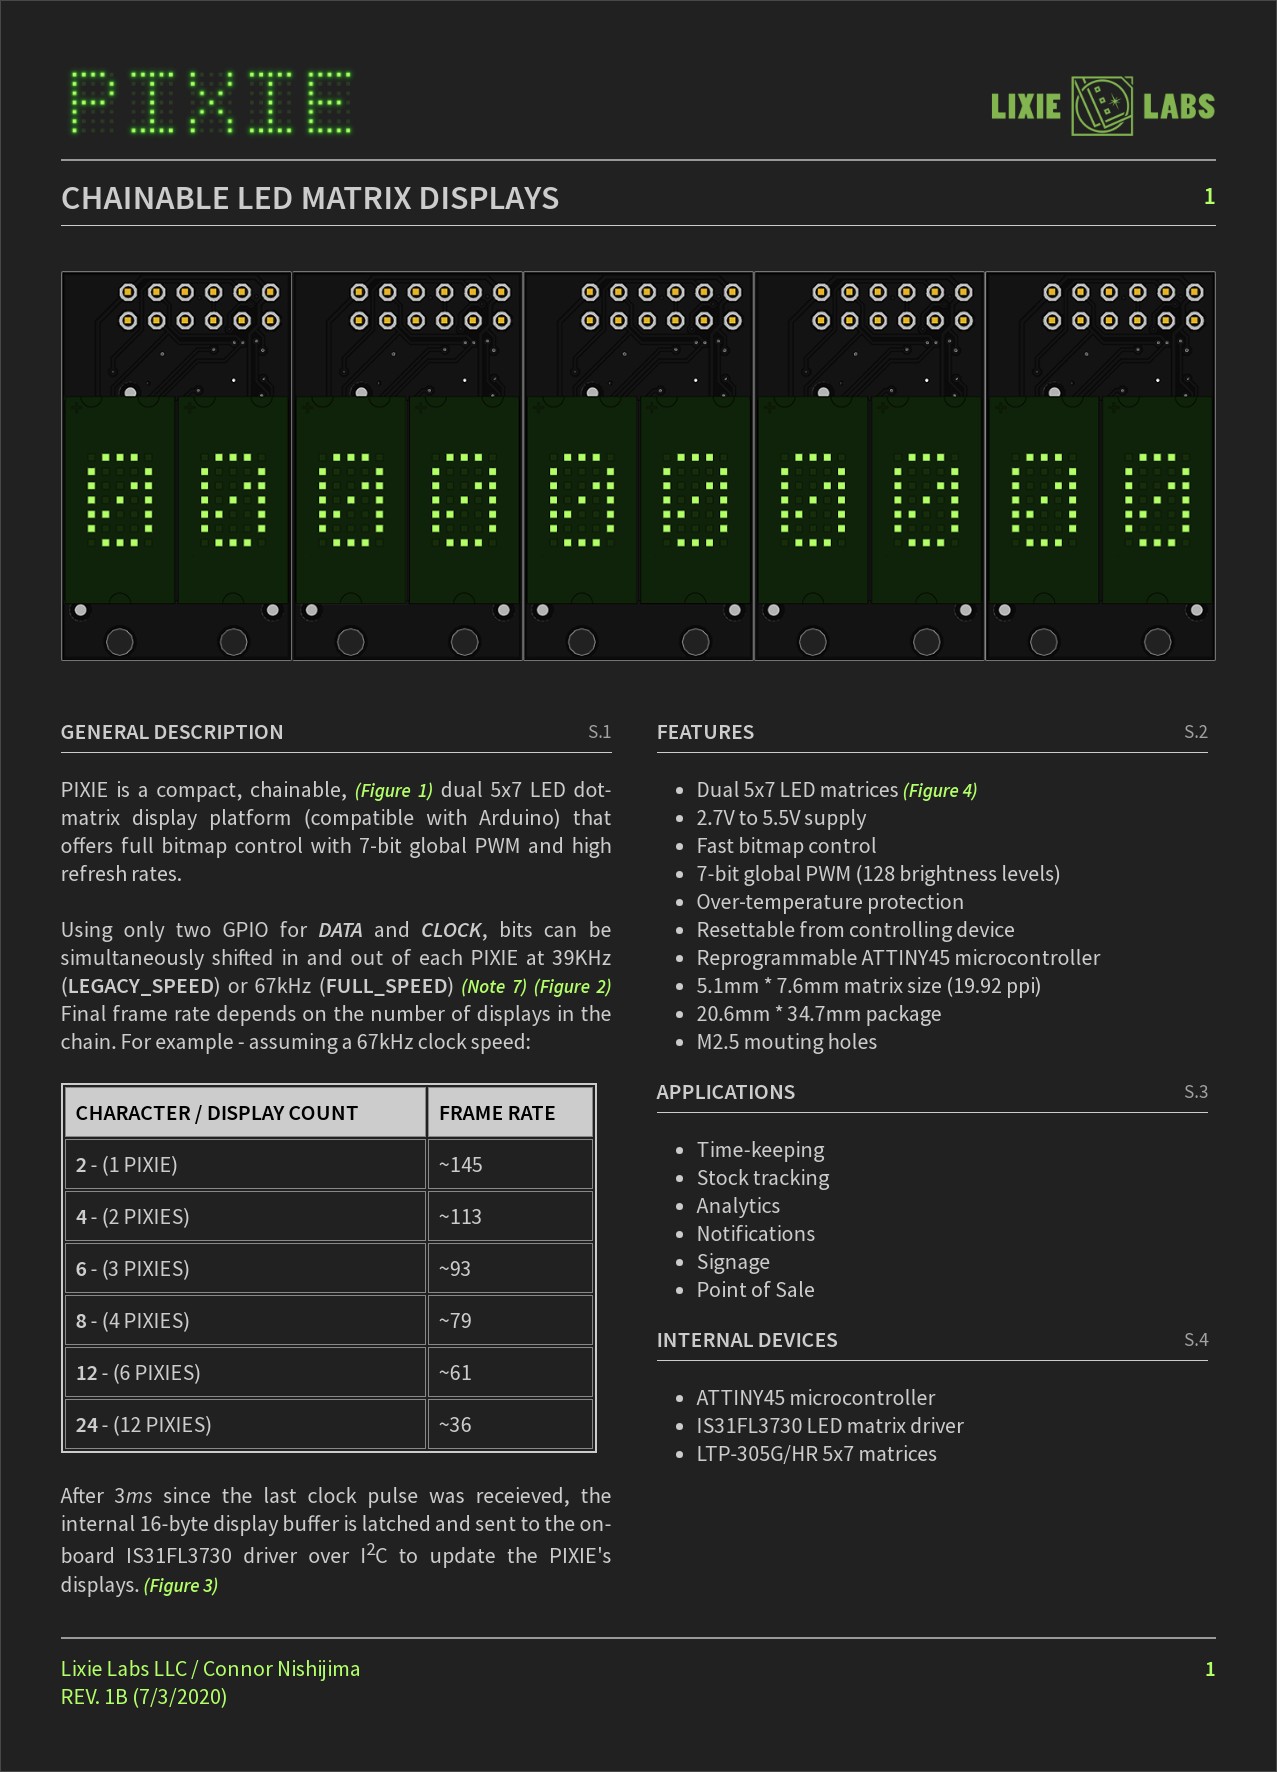 PIXIE
LIXIE LABS
CHAINABLE LED MATRIX DISPLAYS
1
0 0 0 0 0 0 0 0 0 0
GENERAL DESCRIPTION
S.1
PIXIE is a compact, chainable, (Figure 1) dual 5x7 LED dot-
matrix display platform (compatible with Arduino) that
offers full bitmap control with 7-bit global PWM and high
refresh rates.
Using only two GPIO for DATA and CLOCK, bits can be
simultaneously shifted in and out of each PIXIE at 39KHz
(LEGACY_SPEED) or 67kHz (FULL_SPEED) (Note 7) (Figure 2)
Final frame rate depends on the number of displays in the
chain. For example - assuming a 67kHz clock speed:
CHARACTER / DISPLAY COUNT FRAME RATE
2 - (1 PIXIE) ~145
4 - (2 PIXIES) ~113
6 - (3 PIXIES) ~93
8 - (4 PIXIES) ~79
12 - (6 PIXIES) ~61
24 - (12 PIXIES) ~36
After 3ms since the last clock pulse was receieved, the
internal 16-byte display buffer is latched and sent to the on-
board IS31FL3730 driver over I²C to update the PIXIE's
displays. (Figure 3)
FEATURES
S.2
• Dual 5x7 LED matrices (Figure 4)
• 2.7V to 5.5V supply
• Fast bitmap control
• 7-bit global PWM (128 brightness levels)
• Over-temperature protection
• Resettable from controlling device
• Reprogrammable ATTINY45 microcontroller
• 5.1mm * 7.6mm matrix size (19.92 ppi)
• 20.6mm * 34.7mm package
• M2.5 mouting holes
APPLICATIONS
S.3
• Time-keeping
• Stock tracking
• Analytics
• Notifications
• Signage
• Point of Sale
INTERNAL DEVICES
S.4
• ATTINY45 microcontroller
• IS31FL3730 LED matrix driver
• LTP-305G/HR 5x7 matrices
Lixie Labs LLC / Connor Nishijima
1
REV. 1B (7/3/2020)